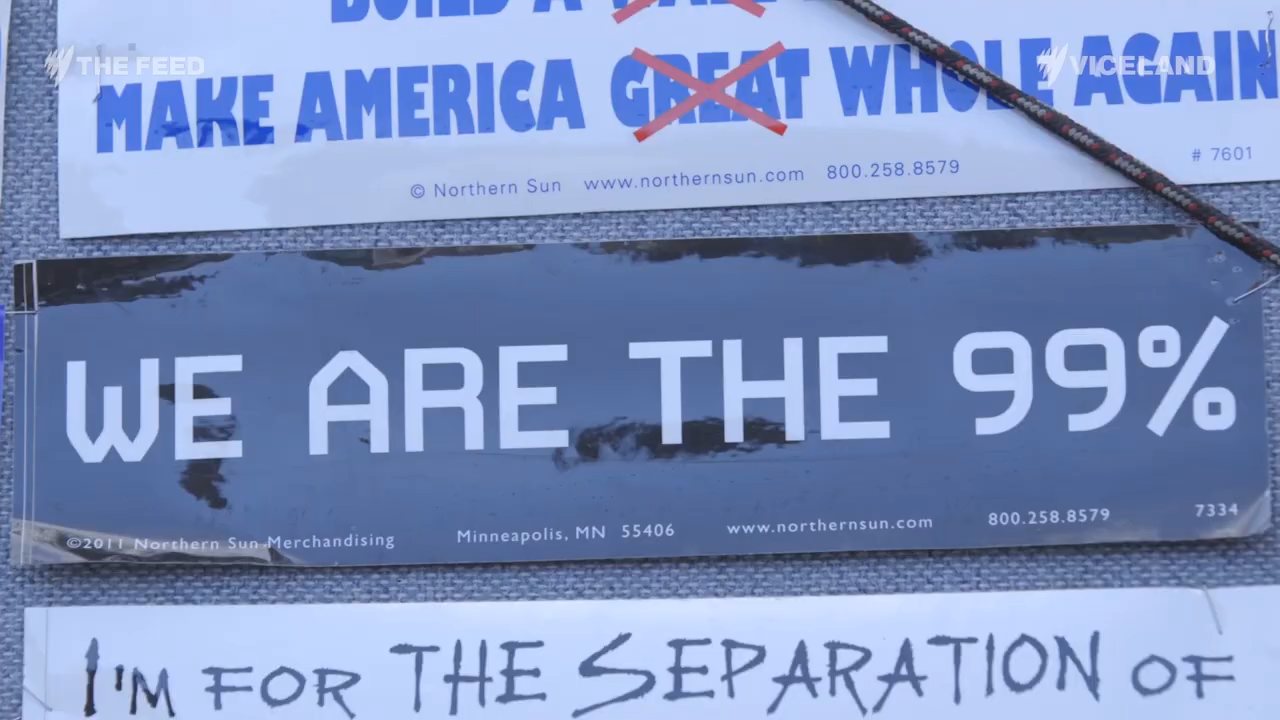 BUILD A
THE FEED
VICELAND
MAKE AMERICA GREAT WHOLE AGAIN
# 7601
© Northern Sun www.northernsun.com 800.258.8579
WE ARE THE 99%
©2011 Northern Sun Merchandising Minneapolis, MN 55406 www.northernsun.com 800.258.8579 7334
I'M FOR THE SEPARATION OF